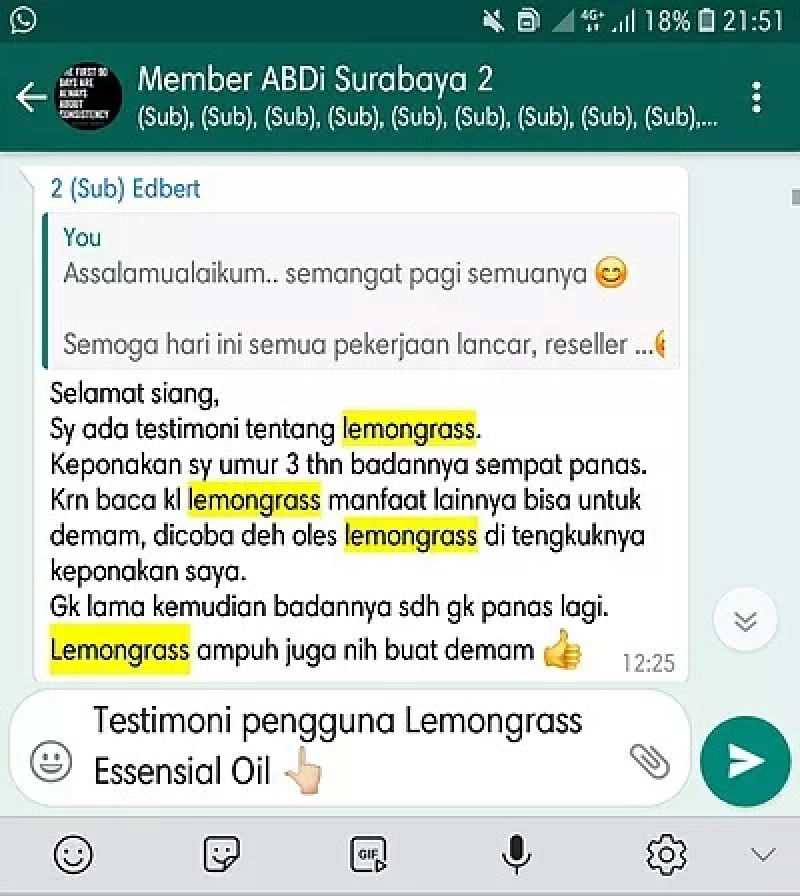 4G+ 18% 21:51
Member ABDi Surabaya 2
(Sub), (Sub), (Sub), (Sub), (Sub), (Sub), (Sub), (Sub), (Sub),...
THE FIRST 90
DAYS ARE
ALWAYS
ABOUT
CONSISTENCY
2 (Sub) Edbert
You
Assalamualaikum.. semangat pagi semuanya 😊
Semoga hari ini semua pekerjaan lancar, reseller ...
Selamat siang,
Sy ada testimoni tentang lemongrass.
Keponakan sy umur 3 thn badannya sempat panas.
Krn baca kl lemongrass manfaat lainnya bisa untuk
demam, dicoba deh oles lemongrass di tengkuknya
keponakan saya.
Gk lama kemudian badannya sdh gk panas lagi.
Lemongrass ampuh juga nih buat demam 👍
12:25
Testimoni pengguna Lemongrass
Essensial Oil 👆🏻
GIF